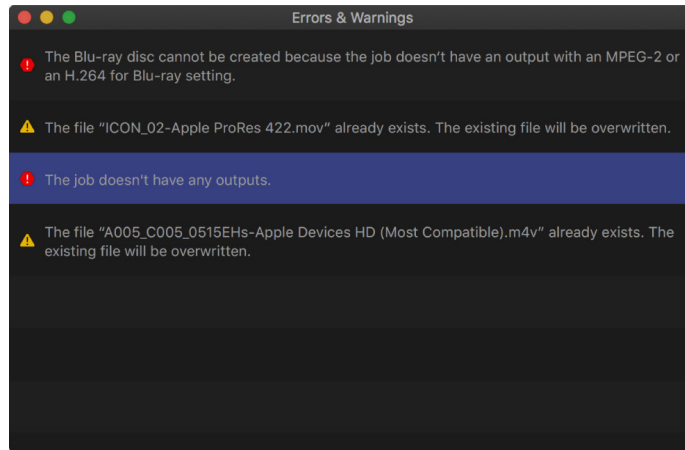 Errors & Warnings
The Blu-ray disc cannot be created because the job doesn’t have an output with an MPEG-2 or
an H.264 for Blu-ray setting.
The file “ICON_02-Apple ProRes 422.mov” already exists. The existing file will be overwritten.
The job doesn't have any outputs.
The file “A005_C005_0515EHs-Apple Devices HD (Most Compatible).m4v” already exists. The
existing file will be overwritten.